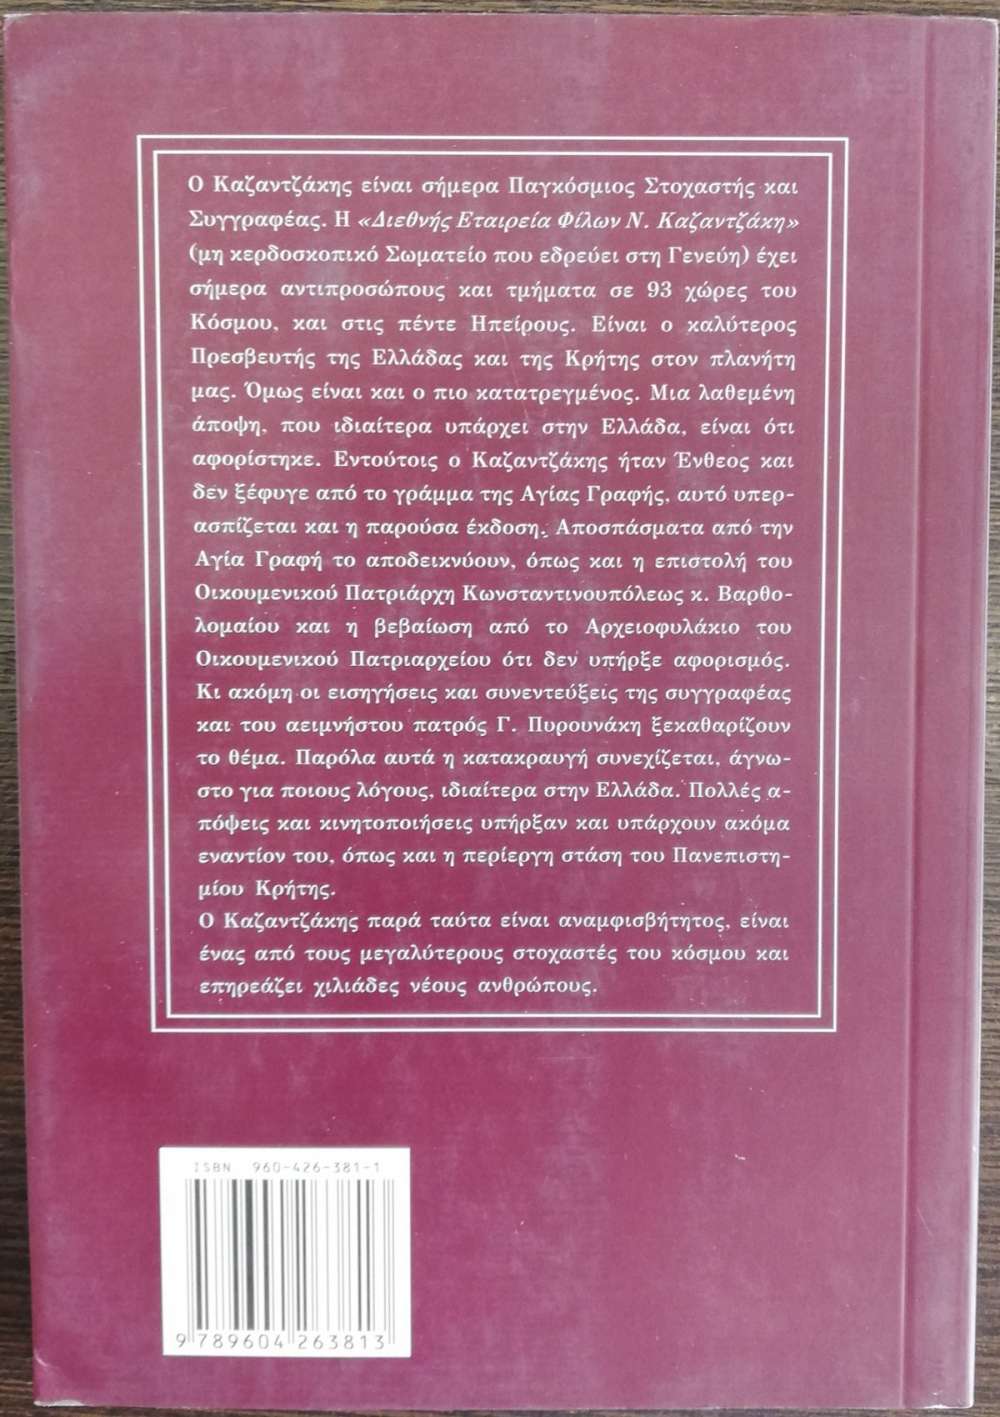 Ο Καζαντζάκης είναι σήμερα Παγκόσμιος Στοχαστής και
Συγγραφέας. Η «Διεθνής Εταιρεία Φίλων Ν. Καζαντζάκη»
(μη κερδοσκοπικό Σωματείο που εδρεύει στη Γενεύη) έχει
σήμερα αντιπροσώπους και τμήματα σε 93 χώρες του
Κόσμου, και στις πέντε Ηπείρους. Είναι ο καλύτερος
Πρεσβευτής της Ελλάδας και της Κρήτης στον πλανήτη
μας. Όμως είναι και ο πιο κατατρεγμένος. Μια λαθεμένη
άποψη, που ιδιαίτερα υπάρχει στην Ελλάδα, είναι ότι
αφορίστηκε. Εντούτοις ο Καζαντζάκης ήταν Ένθεος και
δεν ξέφυγε από το γράμμα της Αγίας Γραφής, αυτό υπερ-
ασπίζεται και η παρούσα έκδοση. Αποσπάσματα από την
Αγία Γραφή το αποδεικνύουν, όπως και η επιστολή του
Οικουμενικού Πατριάρχη Κωνσταντινουπόλεως κ. Βαρθο-
λομαίου και η βεβαίωση από το Αρχειοφυλάκιο του
Οικουμενικού Πατριαρχείου ότι δεν υπήρξε αφορισμός.
Κι ακόμη οι εισηγήσεις και συνεντεύξεις της συγγραφέας
και του αειμνήστου πατρός Γ. Πυρουνάκη ξεκαθαρίζουν
το θέμα. Παρόλα αυτά η κατακραυγή συνεχίζεται, άγνω-
στο για ποιους λόγους, ιδιαίτερα στην Ελλάδα. Πολλές α-
πόψεις και κινητοποιήσεις υπήρξαν και υπάρχουν ακόμα
εναντίον του, όπως και η περίεργη στάση του Πανεπιστη-
μίου Κρήτης.
Ο Καζαντζάκης παρά ταύτα είναι αναμφισβήτητος, είναι
ένας από τους μεγαλύτερους στοχαστές του κόσμου και
επηρεάζει χιλιάδες νέους ανθρώπους.
ISBN 960-426-381-1
9 789604 263813